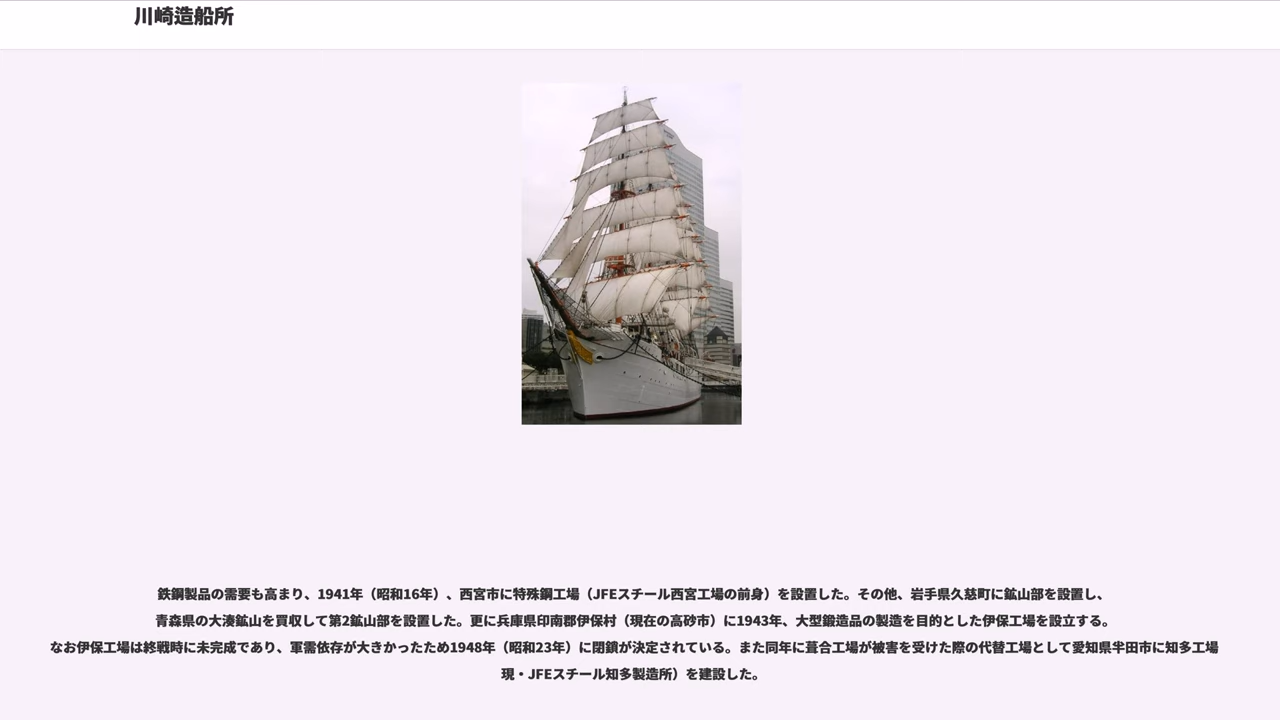 川崎造船所
鉄鋼製品の需要も高まり、1941年（昭和16年）、西宮市に特殊鋼工場（JFEスチール西宮工場の前身）を設置した。その他、岩手県久慈町に鉱山部を設置し、
青森県の大湊鉱山を買収して第2鉱山部を設置した。更に兵庫県印南郡伊保村（現在の高砂市）に1943年、大型鍛造品の製造を目的とした伊保工場を設立する。
なお伊保工場は終戦時に未完成であり、軍需依存が大きかったため1948年（昭和23年）に閉鎖が決定されている。また同年に葺合工場が被害を受けた際の代替工場として愛知県半田市に知多工場
現・JFEスチール知多製造所）を建設した。